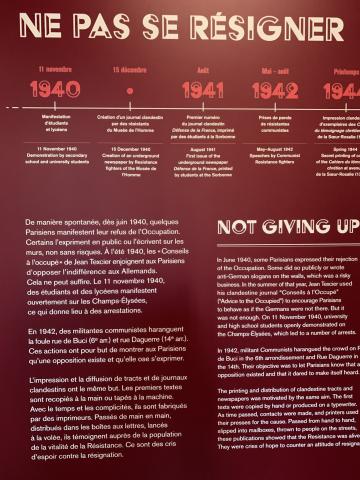 NE PAS SE RÉSIGNER
11 novembre
1940
Manifestation
d'étudiants
et lycéens
11 November 1940
Demonstration by secondary
school and university students
15 décembre
Création d'un journal clandestin
par des résistants
du Musée de l'Homme
15 December 1940
Creation of an underground
newspaper by Resistance
fighters of the Musée de
l'Homme
Août
1941
Premier numéro
du journal clandestin
Défense de la France, imprimé
par des étudiants à la Sorbonne
August 1941
First issue of the
underground newspaper
Défense de la France, printed
by students at the Sorbonne
Mai - août
1942
Prises de parole
de résistantes
communistes
May-August 1942
Speeches by Communist
Resistance fighters
Printemps
1944
Impression clande
d'exemplaires des C
du témoignage chrétien
de la Sœur-Rosalie (13
Spring 1944
Secret printing of co
of the Cahiers du témoi
chrétien at avenue
de la Sœur-Rosalie (13
De manière spontanée, dès juin 1940, quelques
Parisiens manifestent leur refus de l'Occupation.
Certains l'expriment en public ou l'écrivent sur les
murs, non sans risques. À l'été 1940, les « Conseils
à l'occupé » de Jean Texcier enjoignent aux Parisiens
d'opposer l'indifférence aux Allemands.
Cela ne peut suffire. Le 11 novembre 1940,
des étudiants et des lycéens manifestent
ouvertement sur les Champs-Élysées,
ce qui donne lieu à des arrestations.
En 1942, des militantes communistes haranguent
la foule rue de Buci (6e arr.) et rue Daguerre (14e arr.).
Ces actions ont pour but de montrer aux Parisiens
qu'une opposition existe et qu'elle ose s'exprimer.
L'impression et la diffusion de tracts et de journaux
clandestins ont le même but. Les premiers textes
sont recopiés à la main ou tapés à la machine.
Avec le temps et les complicités, ils sont fabriqués
par des imprimeurs. Passés de main en main,
distribués dans les boîtes aux lettres, lancés
à la volée, ils témoignent auprès de la population
de la vitalité de la Résistance. Ce sont des cris
d'espoir contre la résignation.
NOT GIVING UP
In June 1940, some Parisians expressed their rejection
of the Occupation. Some did so publicly or wrote
anti-German slogans on the walls, which was a risky
business. In the summer of that year, Jean Texcier used
his clandestine journal "Conseils à l'Occupé"
("Advice to the Occupied") to encourage Parisians
to behave as if the Germans were not there. But it
was not enough. On 11 November 1940, university
and high school students openly demonstrated on
the Champs-Élysées, which led to a number of arrests.
In 1942, militant Communists harangued the crowd on R
de Buci in the 6th arrondissement and Rue Daguerre in
the 14th. Their objective was to let Parisians know that a
opposition existed and that it dared to make itself heard.
The printing and distribution of clandestine tracts and
newspapers was motivated by the same aim. The first
texts were copied by hand or produced on a typewriter.
As time passed, contacts were made, and printers used
their presses for the cause. Passed from hand to hand,
slipped into mailboxes, thrown to people on the streets,
these publications showed that the Resistance was alive
They were cries of hope to counter an attitude of resigna